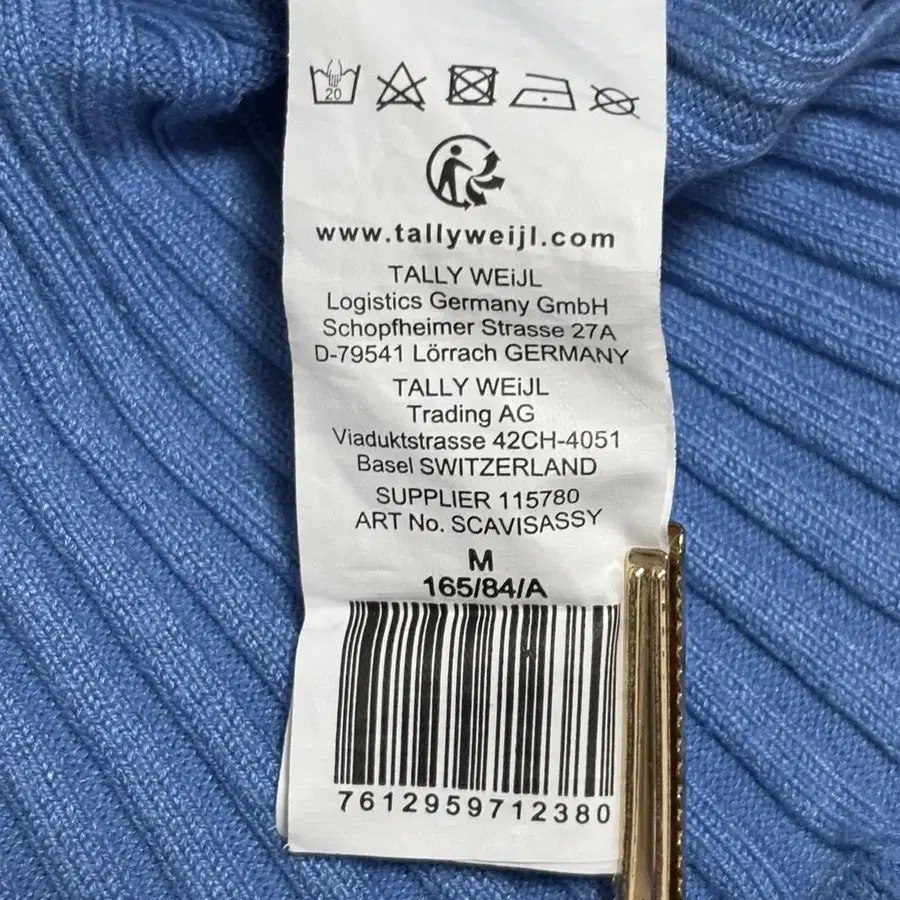 20
www.tallyweijl.com
TALLY WEiJL
Logistics Germany GmbH
Schopfheimer Strasse 27A
D-79541 Lörrach GERMANY
TALLY WEiJL
Trading AG
Viaduktstrasse 42CH-4051
Basel SWITZERLAND
SUPPLIER 115780
ART No. SCAVISASSY
M
165/84/A
7612959712380